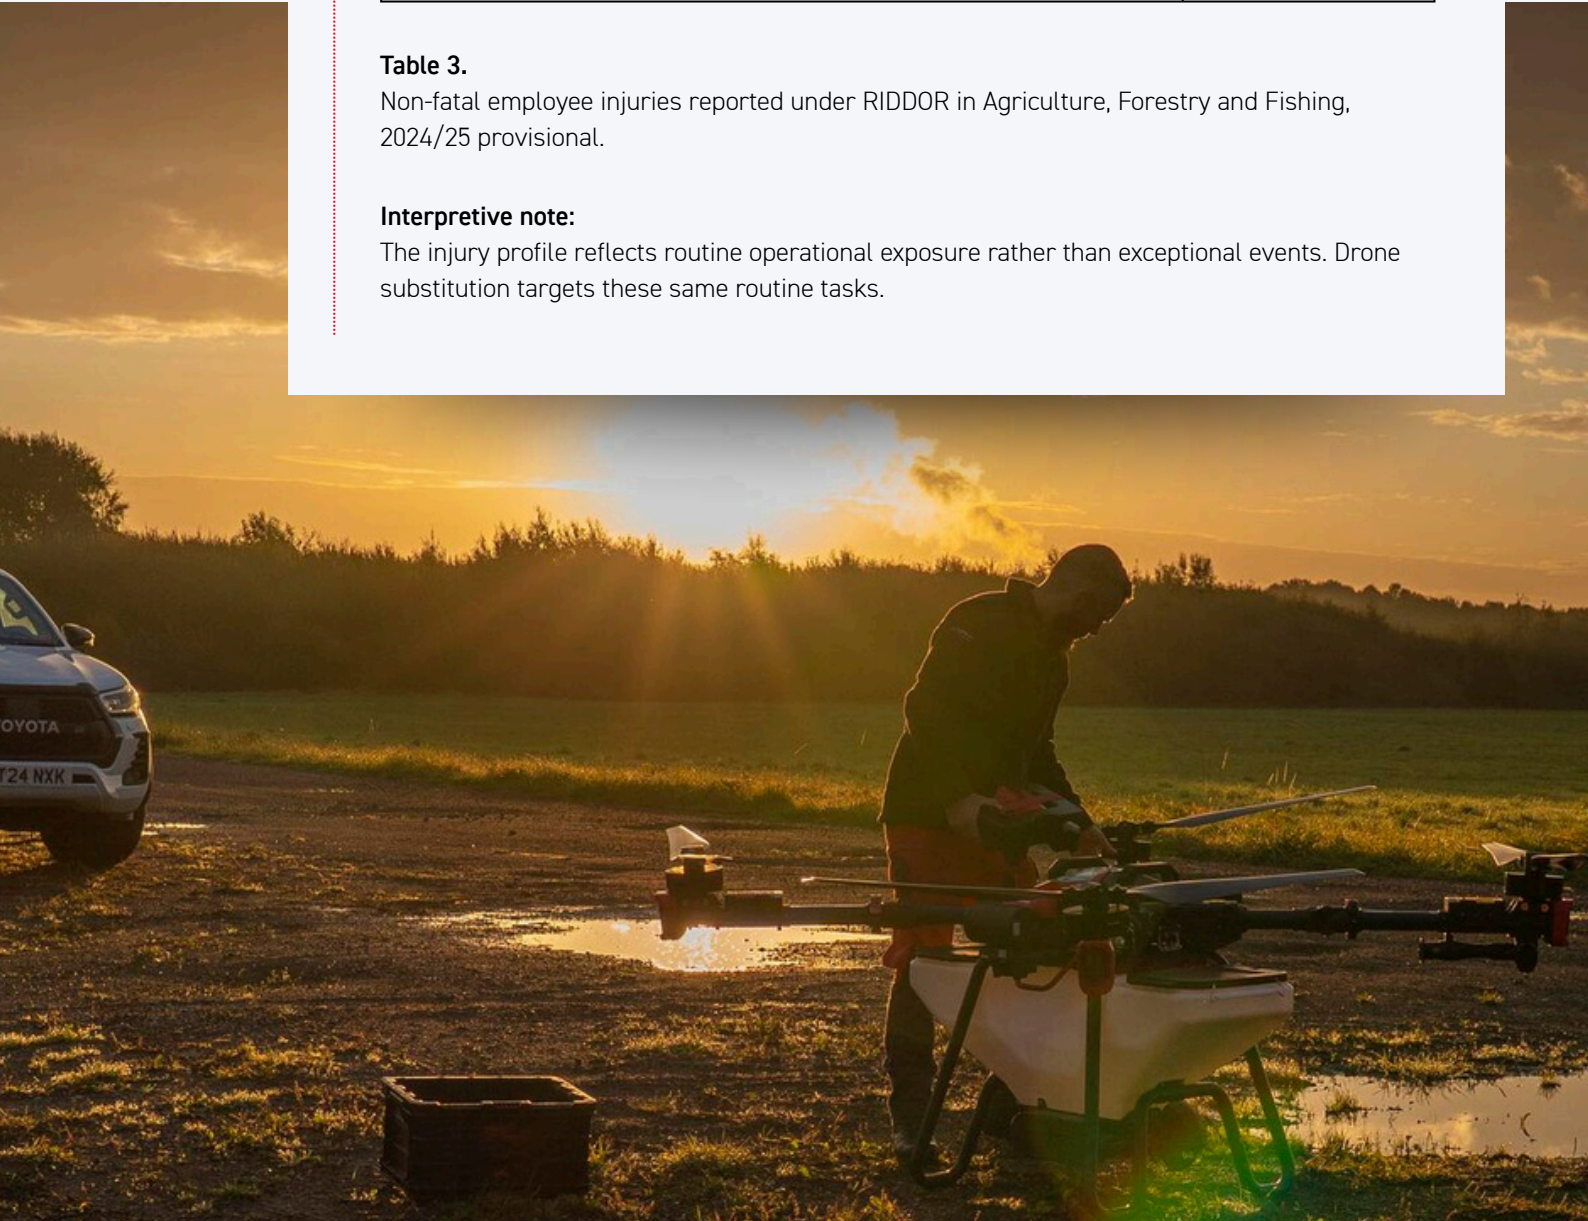 Table 3.
Non-fatal employee injuries reported under RIDDOR in Agriculture, Forestry and Fishing,
2024/25 provisional.
Interpretive note:
The injury profile reflects routine operational exposure rather than exceptional events. Drone
substitution targets these same routine tasks.
OYOTA
T24 NXK